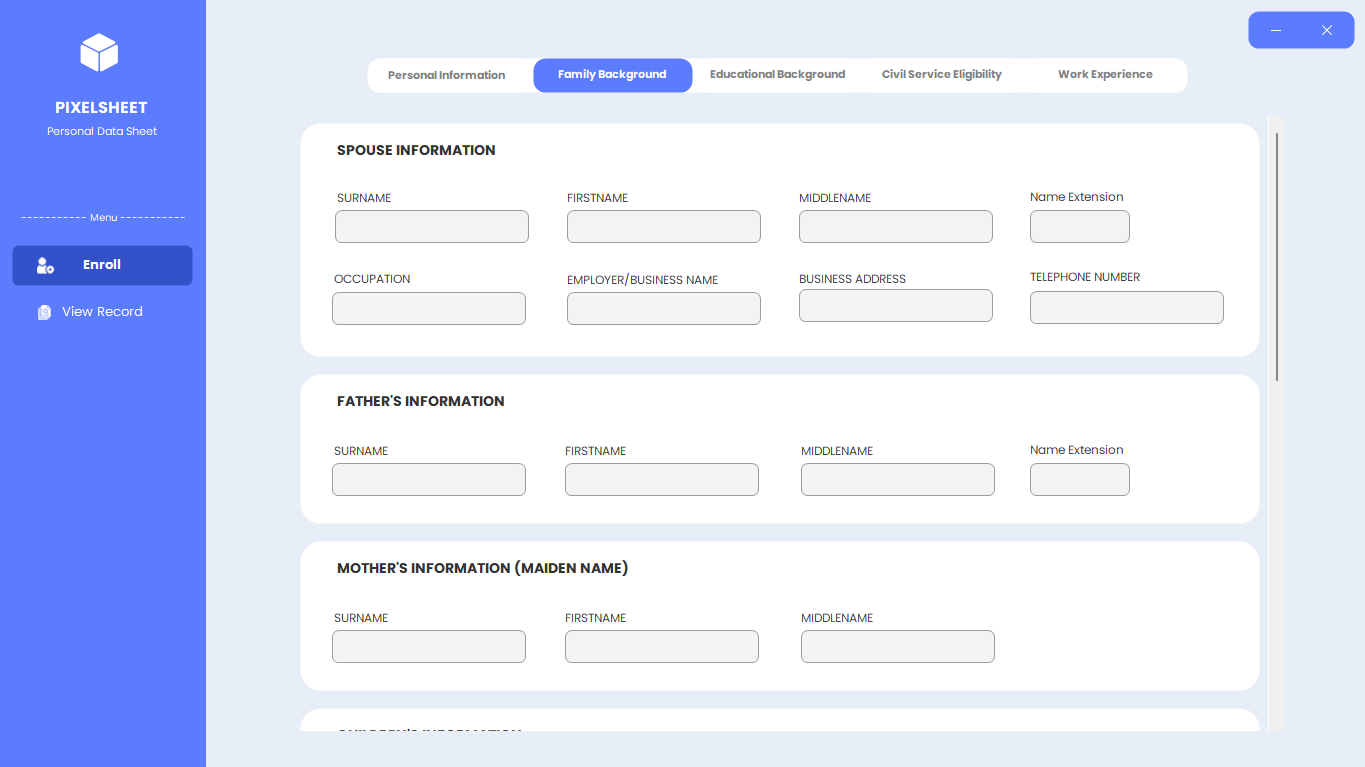 PIXELSHEET
Personal Data Sheet
----------- Menu -----------
Enroll
View Record
Personal Information Family Background Educational Background Civil Service Eligibility Work Experience
SPOUSE INFORMATION
SURNAME FIRSTNAME MIDDLENAME Name Extension
OCCUPATION EMPLOYER/BUSINESS NAME BUSINESS ADDRESS TELEPHONE NUMBER
FATHER'S INFORMATION
SURNAME FIRSTNAME MIDDLENAME Name Extension
MOTHER'S INFORMATION (MAIDEN NAME)
SURNAME FIRSTNAME MIDDLENAME